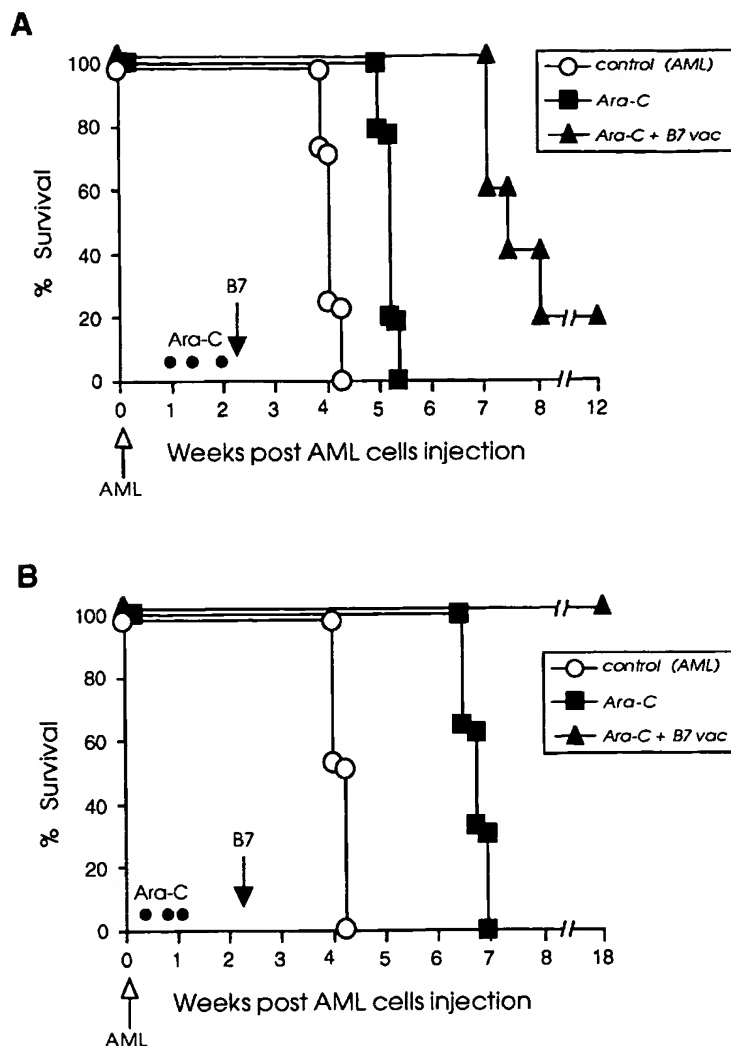 A
control (AML)
Ara-C
Ara-C + B7 vac
100
80
60
40
20
0
% Survival
B7
Ara-C
0 1 2 3 4 5 6 7 8 12
Weeks post AML cells injection
AML
B
control (AML)
Ara-C
Ara-C + B7 vac
100
80
60
40
20
0
% Survival
B7
Ara-C
0 1 2 3 4 5 6 7 8 18
Weeks post AML cells injection
AML